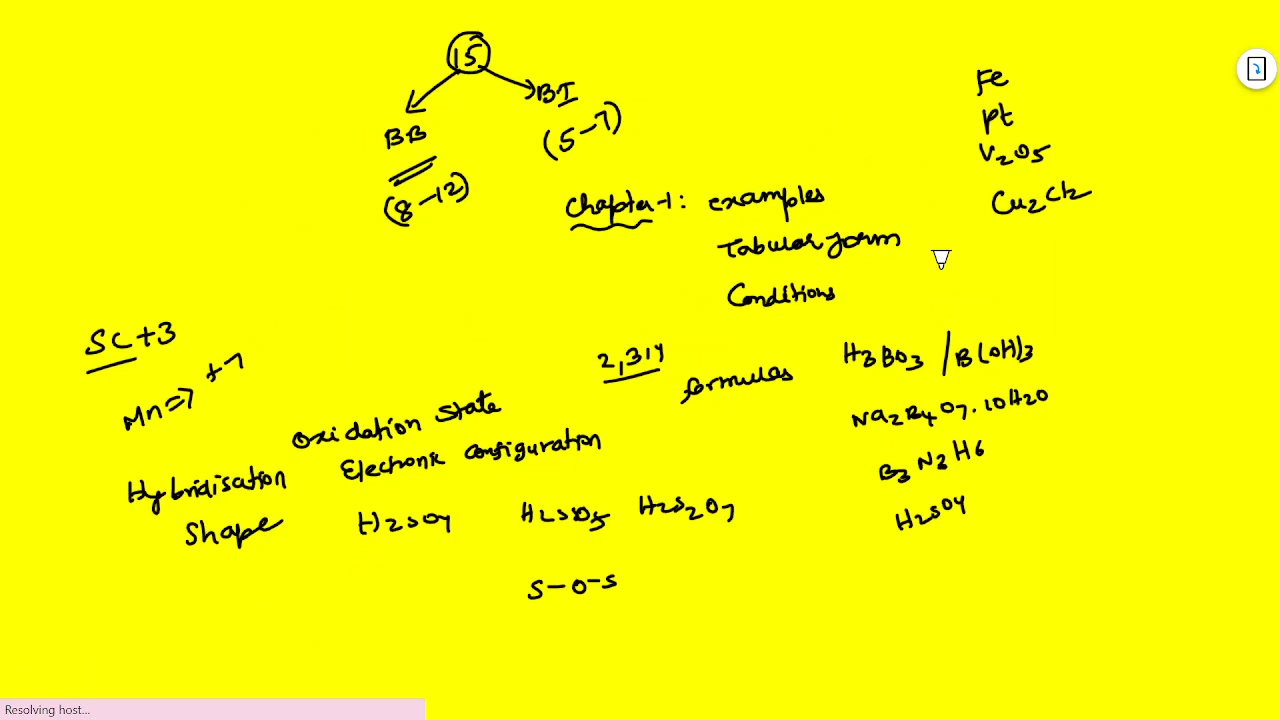 15
BB
BI
(8-12)
(5-7)
Fe
Pt
V2O5
Cu2Cl2
Chapter-1: examples
Tabular form
Conditions
SC+3
Mn => +7
2,3,4
formulas
H3BO3 / B(OH)3
Na2B4O7.10H2O
B3N3H6
H2SO4
Oxidation state
Electronic configuration
Hybridisation
Shape
H2SO4
H2SO5
H2S2O7
S-O-S
Resolving host...